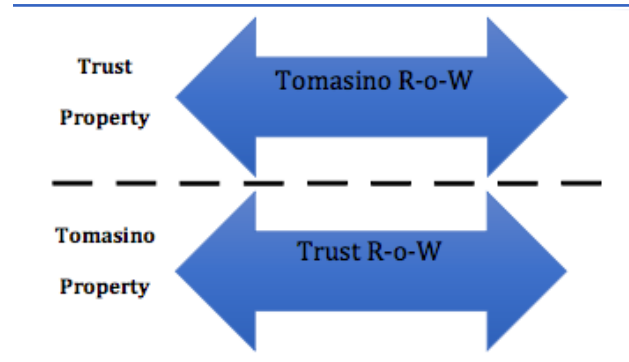 Trust
Property
Tomasino R-o-W
Tomasino
Property
Trust R-o-W